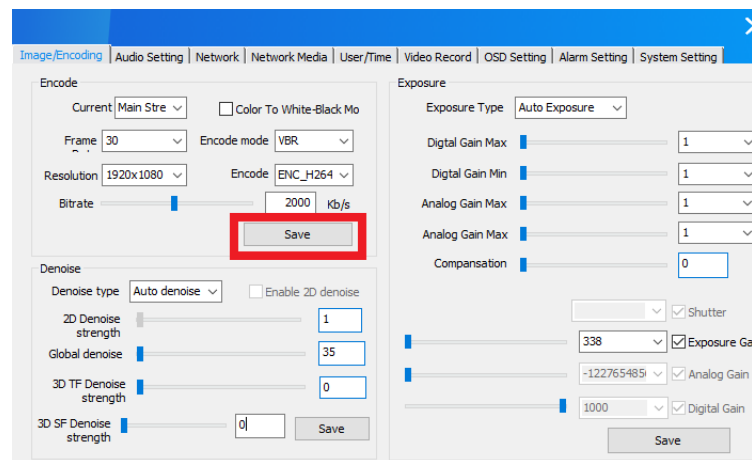 Image/Encoding Audio Setting Network Network Media User/Time Video Record OSD Setting Alarm Setting System Setting
Encode
Current Main Stre Color To White-Black Mo
Frame 30 Encode mode VBR
Resolution 1920x1080 Encode ENC_H264
Bitrate 2000 Kb/s
Save
Denoise
Denoise type Auto denoise Enable 2D denoise
2D Denoise strength 1
Global denoise 35
3D TF Denoise strength 0
3D SF Denoise strength 0 Save
Exposure
Exposure Type Auto Exposure
Digtal Gain Max 1
Digtal Gain Min 1
Analog Gain Max 1
Analog Gain Max 1
Compansation 0
Shutter
338 Exposure Ga
Analog Gain
1000 Digital Gain
Save